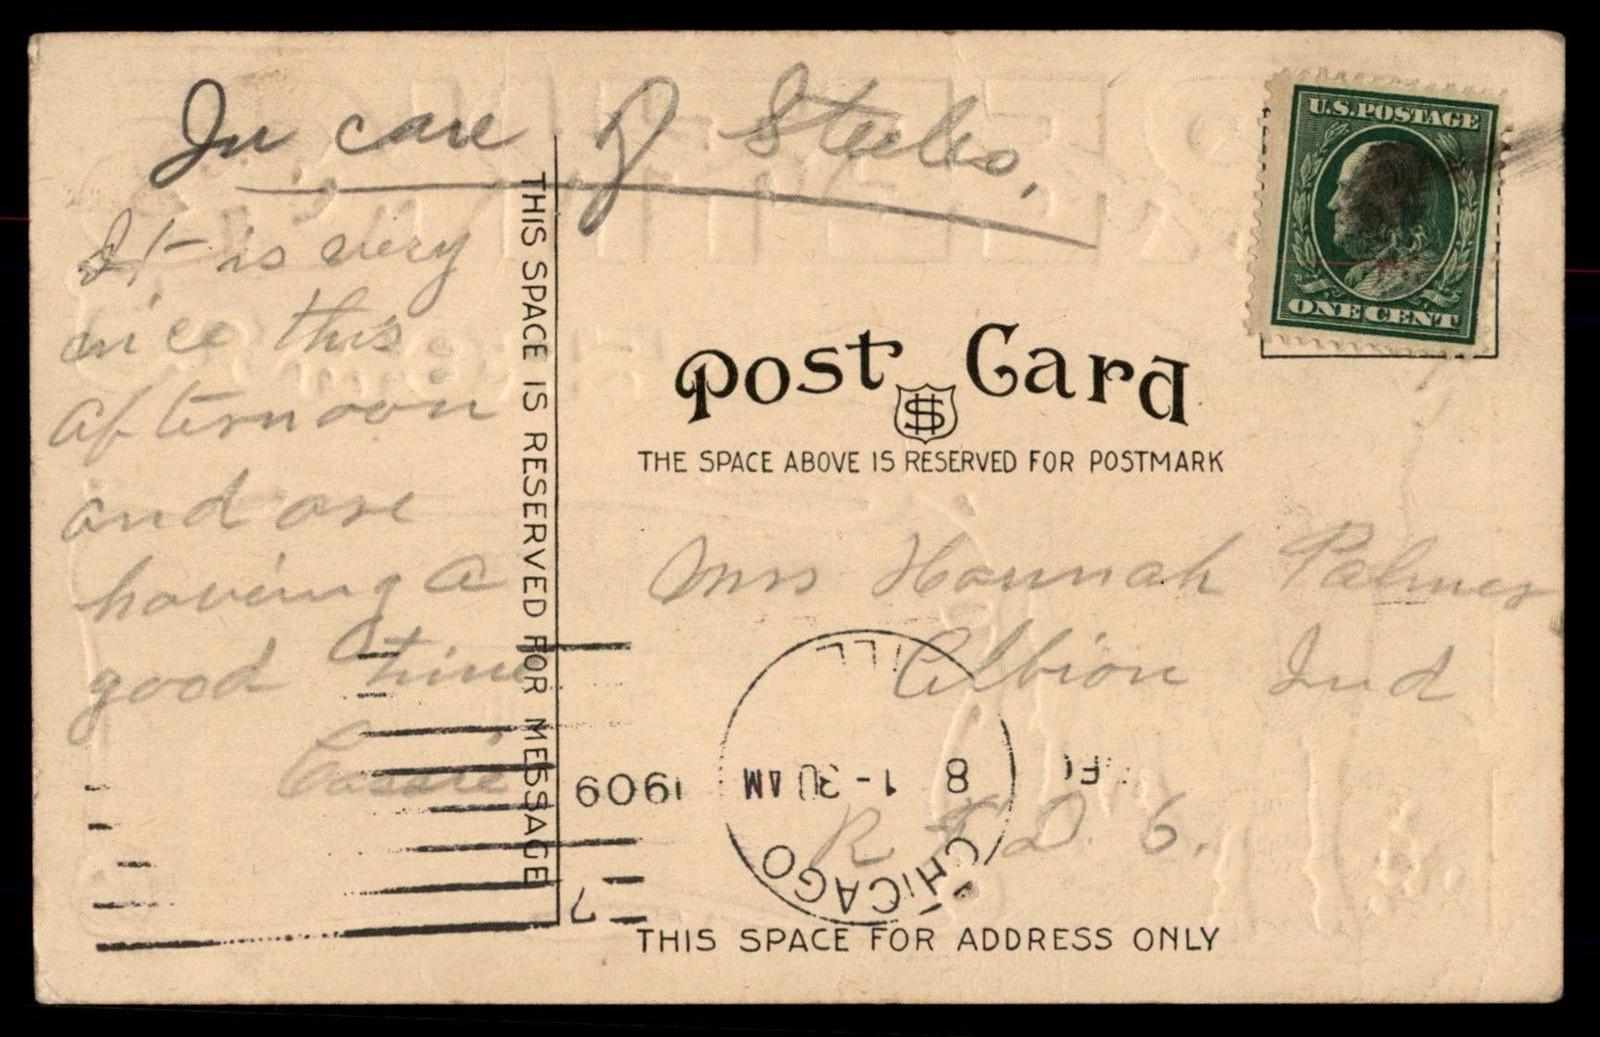 In care of Steeles,
It is very
nice this
afternoon
and are
having a
good time
Cassie
THIS SPACE IS RESERVED FOR MESSAGE
U.S. POSTAGE
ONE CENT
Post Card
THE SPACE ABOVE IS RESERVED FOR POSTMARK
Mrs Hannah Palmer
Albion Ind
R F D. 6.
CHICAGO
ILL
8 1-30 AM
1909
THIS SPACE FOR ADDRESS ONLY